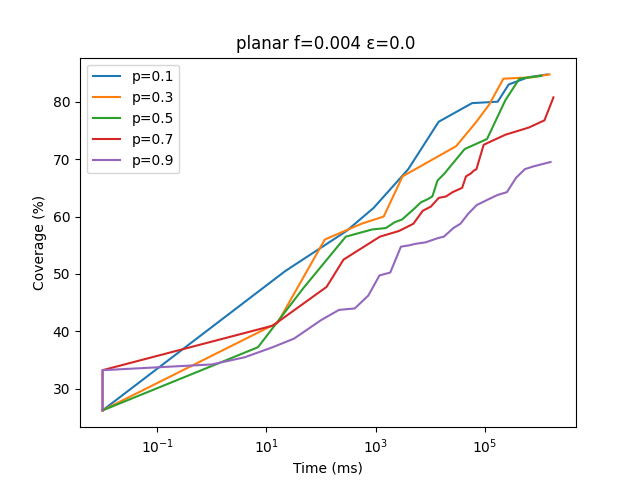 planar f=0.004 ε=0.0
p=0.1
p=0.3
p=0.5
p=0.7
p=0.9
Coverage (%)
80
70
60
50
40
30
10⁻¹
10¹
10³
10⁵
Time (ms)